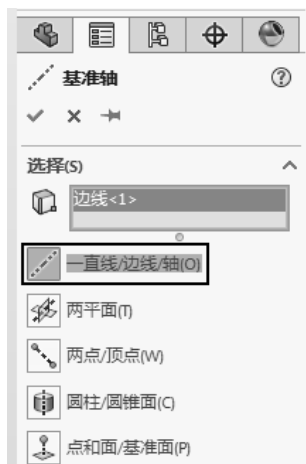 基准轴
选择(S)
边线<1>
一直线/边线/轴(O)
两平面(T)
两点/顶点(W)
圆柱/圆锥面(C)
点和面/基准面(P)